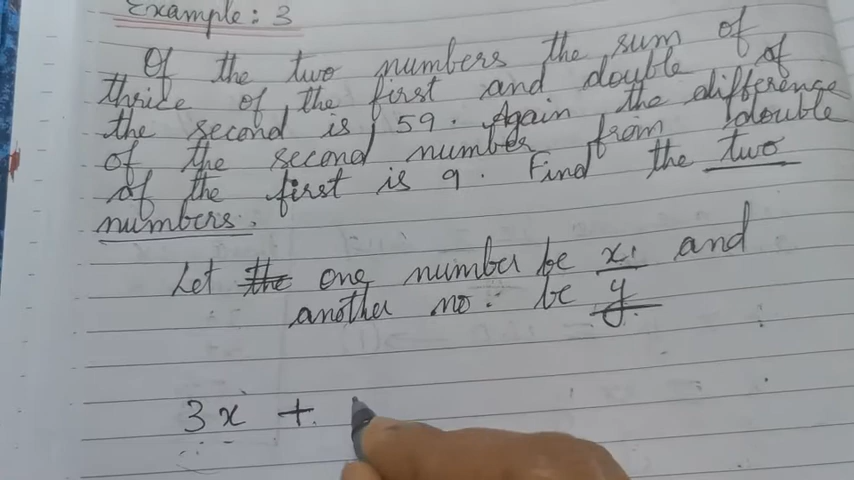 Example: 3
Of the two numbers the sum of
thrice of the first and double of
the second is 59. Again the difference
of the second number from double
of the first is 9. Find the two
numbers.
Let the one number be x, and
another no. be y.
3x +